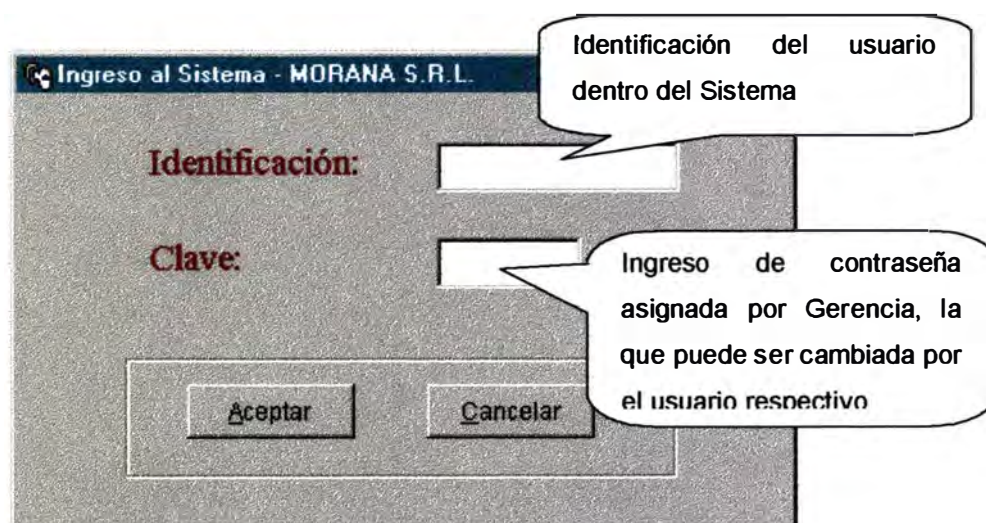 Identificación del usuario
dentro del Sistema
Ingreso al Sistema - MORANA S.R.L.
Identificación:
Clave:
Ingreso de contraseña
asignada por Gerencia, la
que puede ser cambiada por
el usuario respectivo
Aceptar
Cancelar